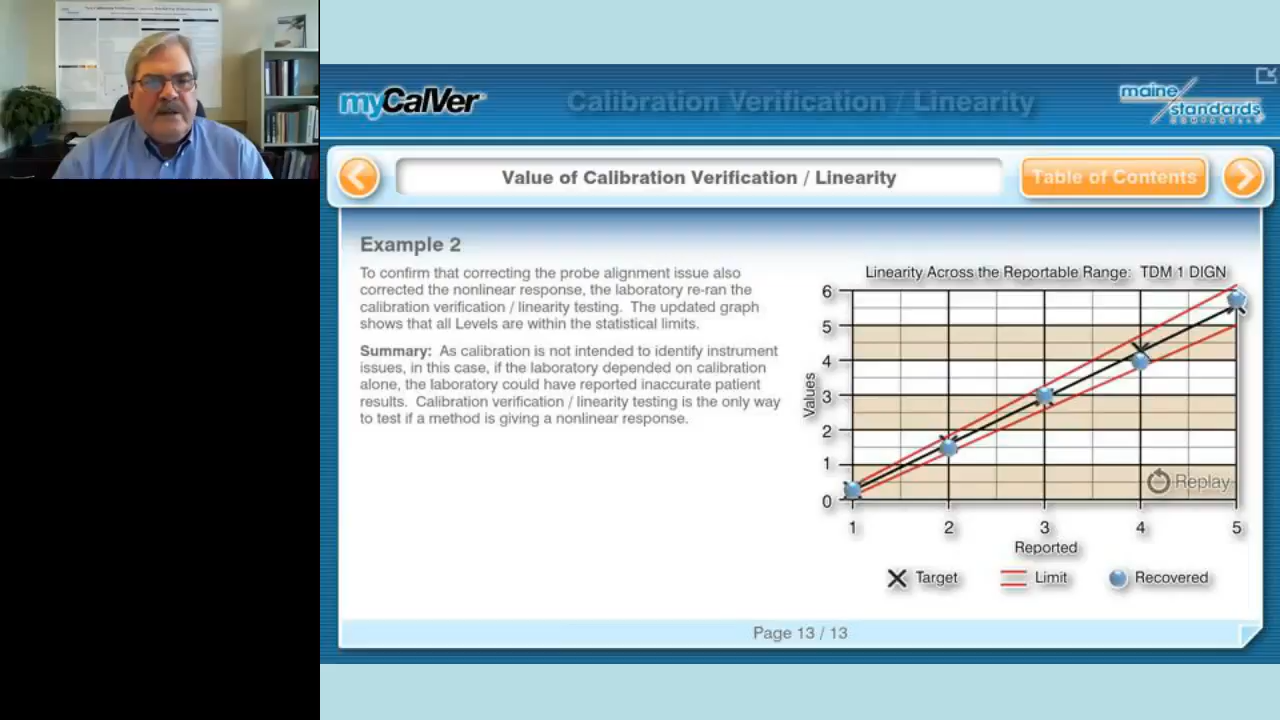 myCalVer
Calibration Verification / Linearity
maine
standards
COMPANY
Value of Calibration Verification / Linearity
Table of Contents
Example 2
To confirm that correcting the probe alignment issue also
corrected the nonlinear response, the laboratory re-ran the
calibration verification / linearity testing. The updated graph
shows that all Levels are within the statistical limits.
Summary: As calibration is not intended to identify instrument
issues, in this case, if the laboratory depended on calibration
alone, the laboratory could have reported inaccurate patient
results. Calibration verification / linearity testing is the only way
to test if a method is giving a nonlinear response.
Linearity Across the Reportable Range: TDM 1 DIGN
6
5
4
3
2
1
0
Values
Replay
1 2 3 4 5
Reported
Target Limit Recovered
Page 13 / 13